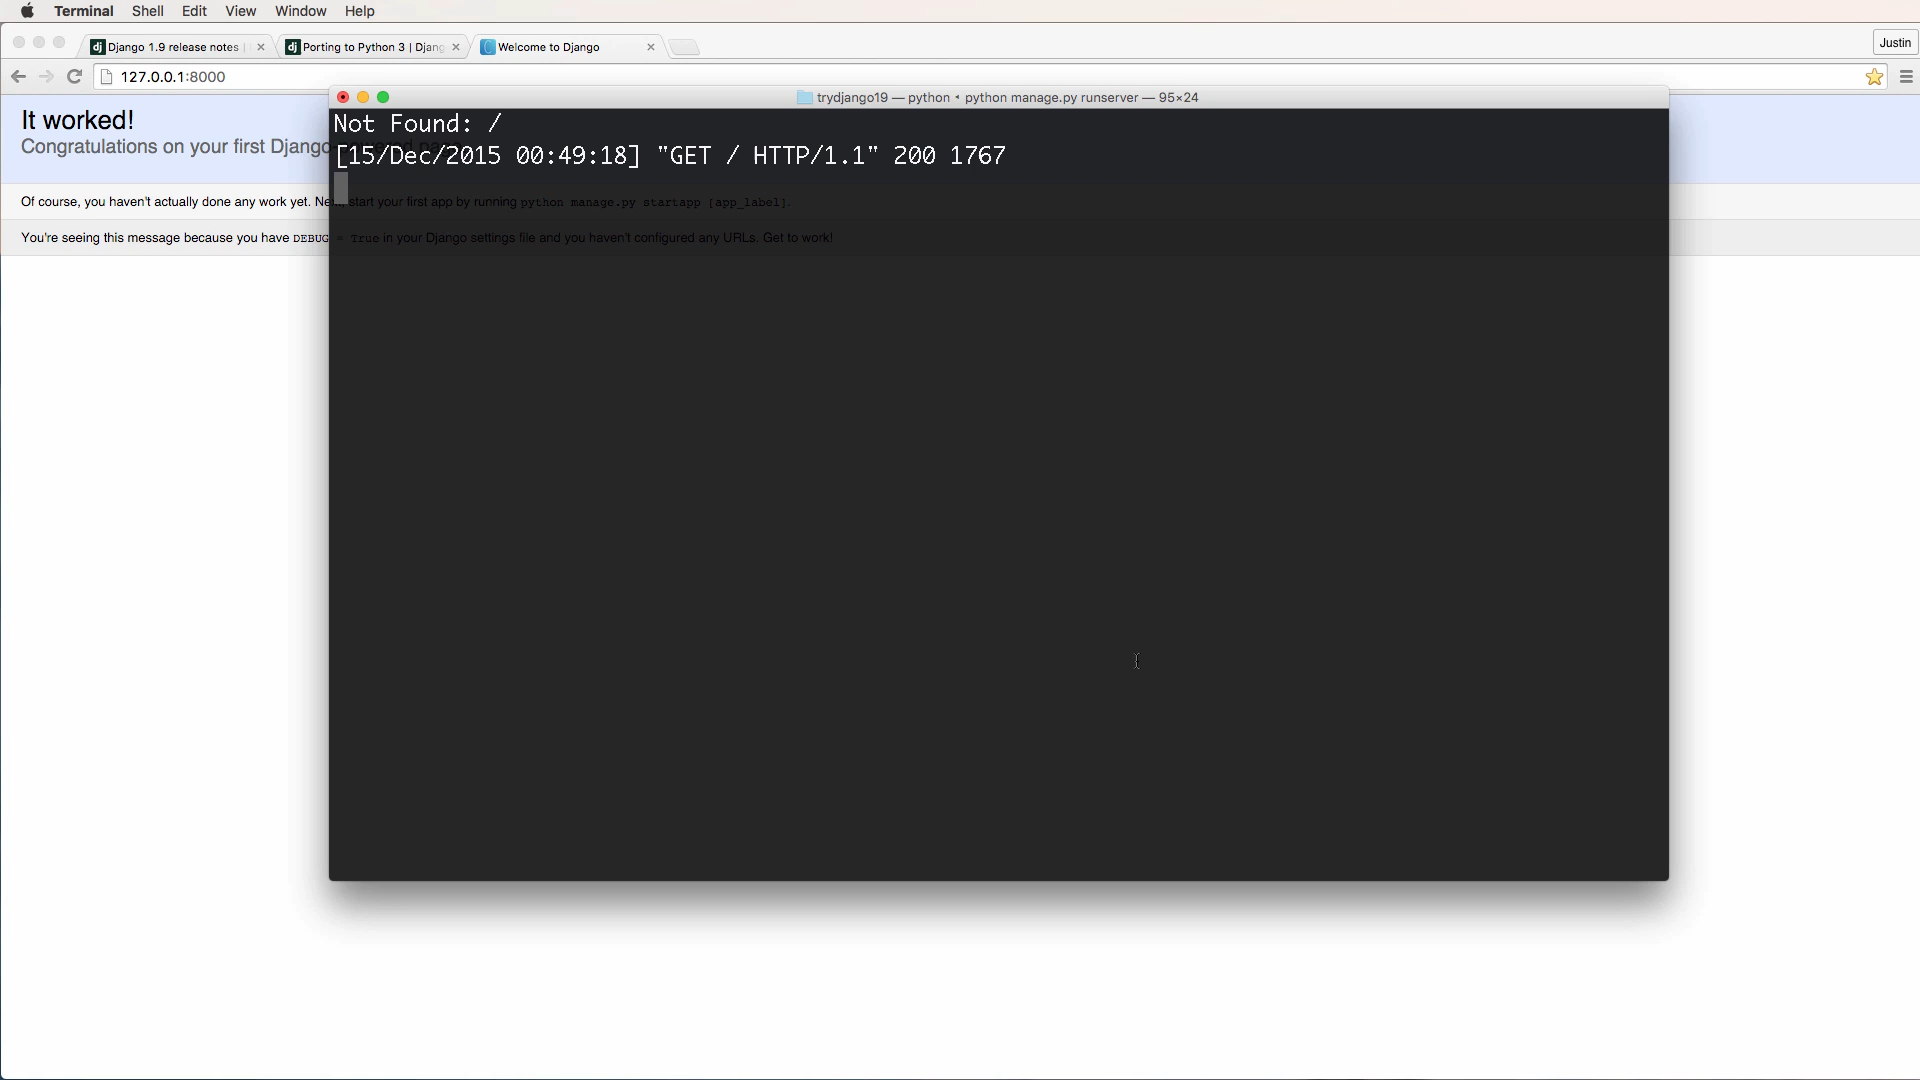 Terminal Shell Edit View Window Help
Django 1.9 release notes
Porting to Python 3 | Djang
Welcome to Django
Justin
127.0.0.1:8000
trydjango19 — python • python manage.py runserver — 95×24
It worked!
Congratulations on your first Django-
Not Found: /
[15/Dec/2015 00:49:18] "GET / HTTP/1.1" 200 1767
Of course, you haven't actually done any work yet. Next, start your first app by running python manage.py startapp [app_label].
You're seeing this message because you have DEBUG = True in your Django settings file and you haven't configured any URLs. Get to work!